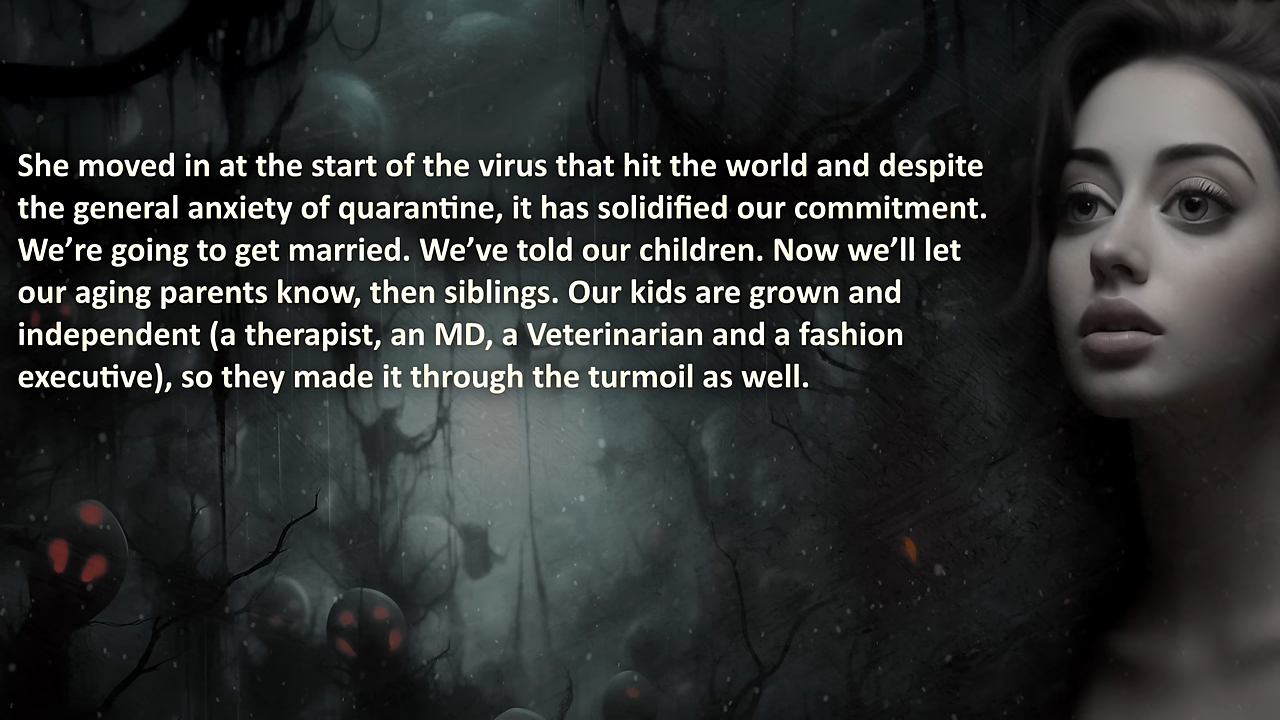 She moved in at the start of the virus that hit the world and despite
the general anxiety of quarantine, it has solidified our commitment.
We’re going to get married. We’ve told our children. Now we’ll let
our aging parents know, then siblings. Our kids are grown and
independent (a therapist, an MD, a Veterinarian and a fashion
executive), so they made it through the turmoil as well.